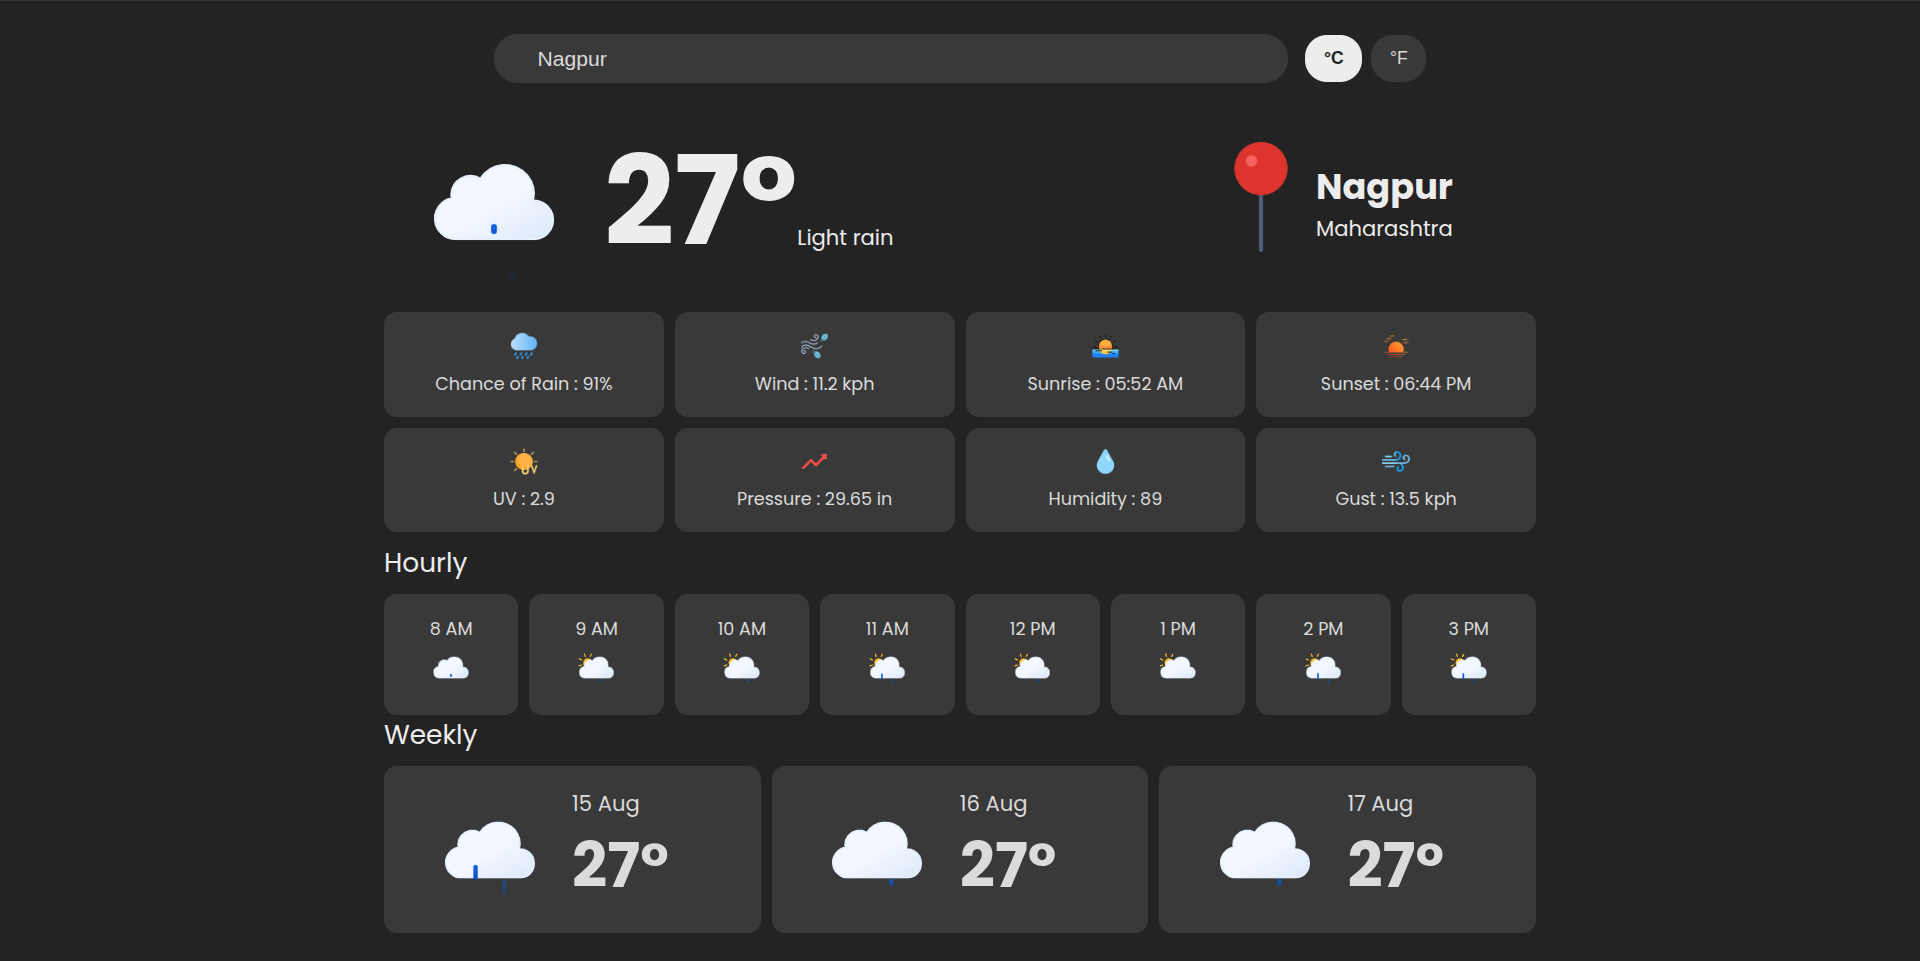 Nagpur
°C °F
27°
Light rain
Nagpur
Maharashtra
Chance of Rain : 91%
Wind : 11.2 kph
Sunrise : 05:52 AM
Sunset : 06:44 PM
UV
UV : 2.9
Pressure : 29.65 in
Humidity : 89
Gust : 13.5 kph
Hourly
8 AM
9 AM
10 AM
11 AM
12 PM
1 PM
2 PM
3 PM
Weekly
15 Aug
27°
16 Aug
27°
17 Aug
27°